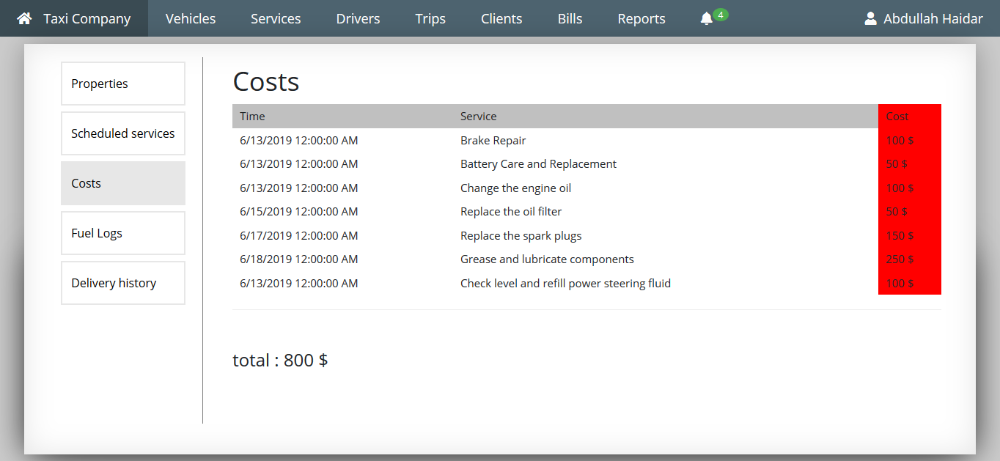 Taxi Company Vehicles Services Drivers Trips Clients Bills Reports 4 Abdullah Haidar
Properties
Scheduled services
Costs
Fuel Logs
Delivery history
Costs
Time Service Cost
6/13/2019 12:00:00 AM Brake Repair 100 $
6/13/2019 12:00:00 AM Battery Care and Replacement 50 $
6/13/2019 12:00:00 AM Change the engine oil 100 $
6/15/2019 12:00:00 AM Replace the oil filter 50 $
6/17/2019 12:00:00 AM Replace the spark plugs 150 $
6/18/2019 12:00:00 AM Grease and lubricate components 250 $
6/13/2019 12:00:00 AM Check level and refill power steering fluid 100 $
total : 800 $